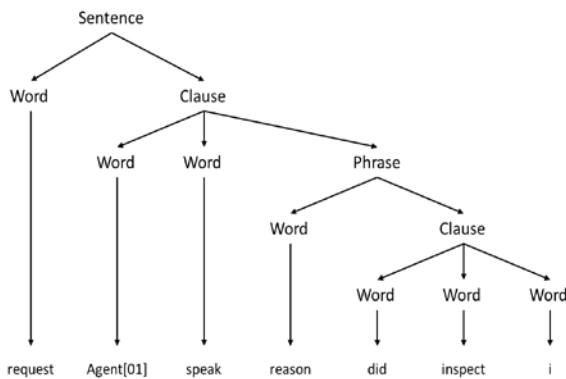 Sentence
Word Clause
Word Word Phrase
Word Clause
Word Word Word
request Agent[01] speak reason did inspect i